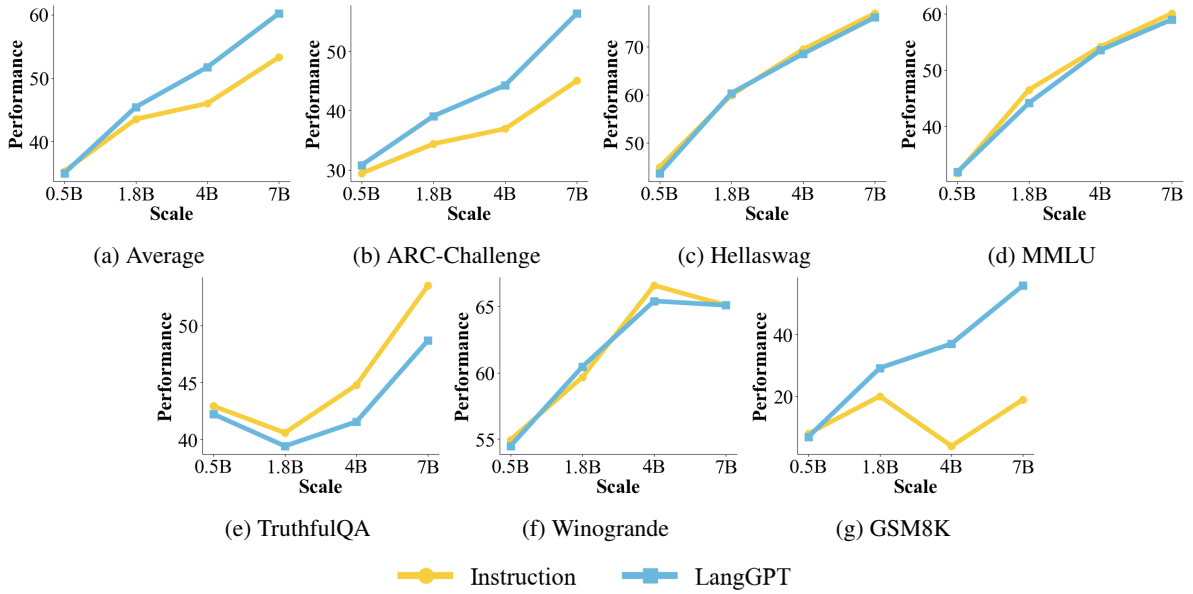 60
50
40
Performance
0.5B 1.8B 4B 7B
Scale
(a) Average
50
40
30
Performance
0.5B 1.8B 4B 7B
Scale
(b) ARC-Challenge
70
60
50
Performance
0.5B 1.8B 4B 7B
Scale
(c) Hellaswag
60
50
40
Performance
0.5B 1.8B 4B 7B
Scale
(d) MMLU
50
45
40
Performance
0.5B 1.8B 4B 7B
Scale
(e) TruthfulQA
65
60
55
Performance
0.5B 1.8B 4B 7B
Scale
(f) Winogrande
40
20
Performance
0.5B 1.8B 4B 7B
Scale
(g) GSM8K
Instruction LangGPT